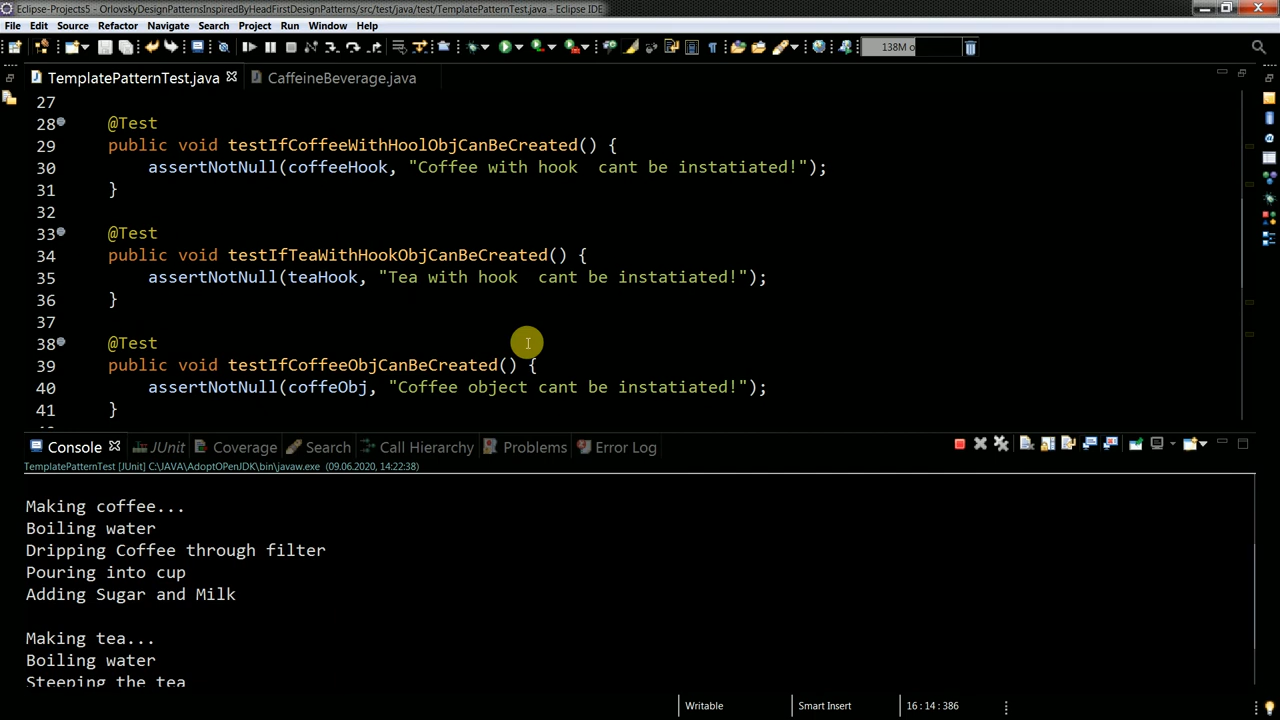 Eclipse-Projects5 - OrlovskyDesignPatternsInspiredByHeadFirstDesignPatterns/src/test/java/test/TemplatePatternTest.java - Eclipse IDE
File Edit Source Refactor Navigate Search Project Run Window Help
138M o
TemplatePatternTest.java CaffeineBeverage.java
27
28 @Test
29 public void testIfCoffeeWithHoolObjCanBeCreated() {
30 assertNotNull(coffeeHook, "Coffee with hook  cant be instatiated!");
31 }
32
33 @Test
34 public void testIfTeaWithHookObjCanBeCreated() {
35 assertNotNull(teaHook, "Tea with hook  cant be instatiated!");
36 }
37
38 @Test
39 public void testIfCoffeeObjCanBeCreated() {
40 assertNotNull(coffeObj, "Coffee object cant be instatiated!");
41 }
Console JUnit Coverage Search Call Hierarchy Problems Error Log
TemplatePatternTest [JUnit] C:\JAVA\AdoptOPenJDK\bin\javaw.exe (09.06.2020, 14:22:38)
Making coffee...
Boiling water
Dripping Coffee through filter
Pouring into cup
Adding Sugar and Milk
Making tea...
Boiling water
Steeping the tea
Writable Smart Insert 16 : 14 : 386